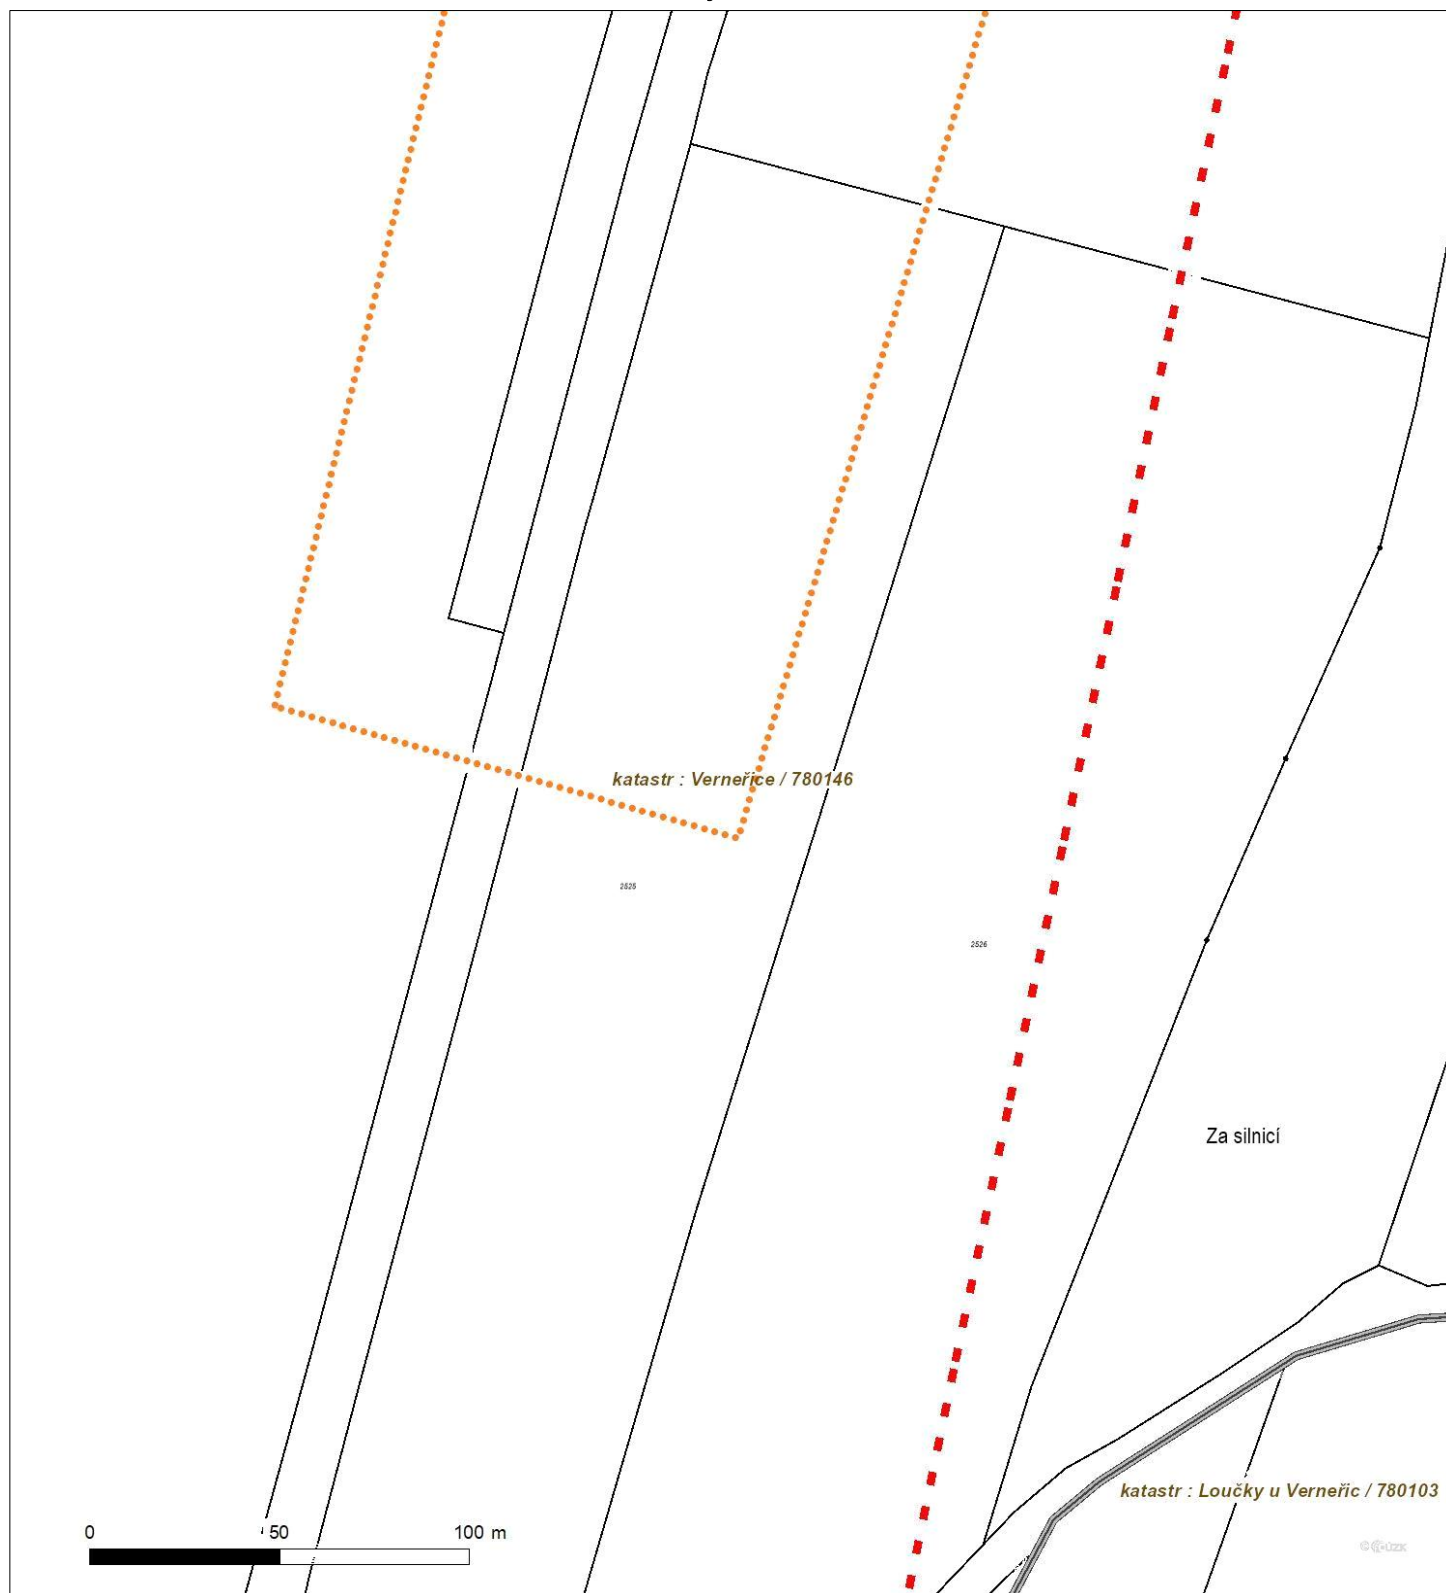 katastr : Verneřice / 780146
2525
2526
Za silnicí
katastr : Loučky u Verneřic / 780103
0 50 100 m